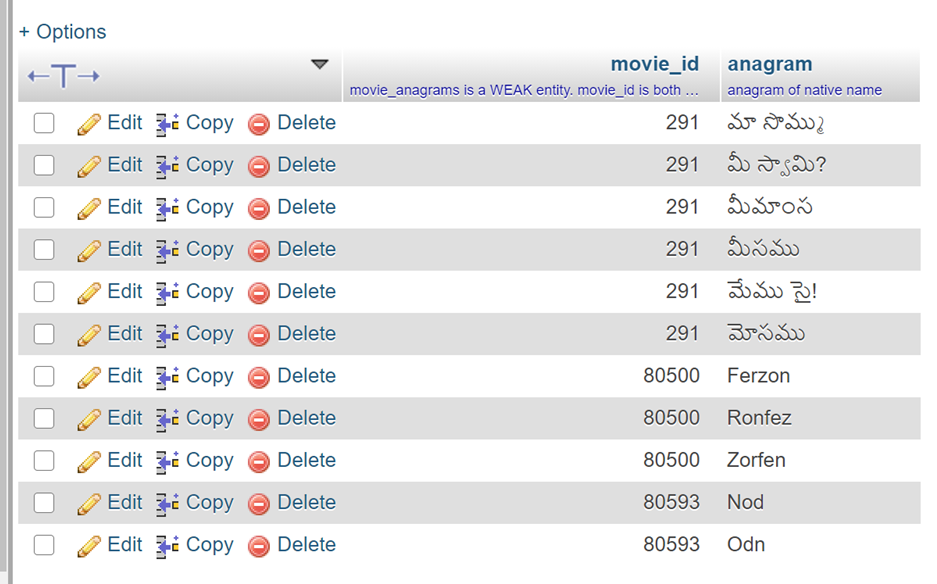 + Options
←T→ movie_id anagram
movie_anagrams is a WEAK entity. movie_id is both ... anagram of native name
Edit Copy Delete 291 మా సొమ్ము
Edit Copy Delete 291 మీ స్వామి?
Edit Copy Delete 291 మీమాంస
Edit Copy Delete 291 మీసము
Edit Copy Delete 291 మేము సై!
Edit Copy Delete 291 మోసము
Edit Copy Delete 80500 Ferzon
Edit Copy Delete 80500 Ronfez
Edit Copy Delete 80500 Zorfen
Edit Copy Delete 80593 Nod
Edit Copy Delete 80593 Odn